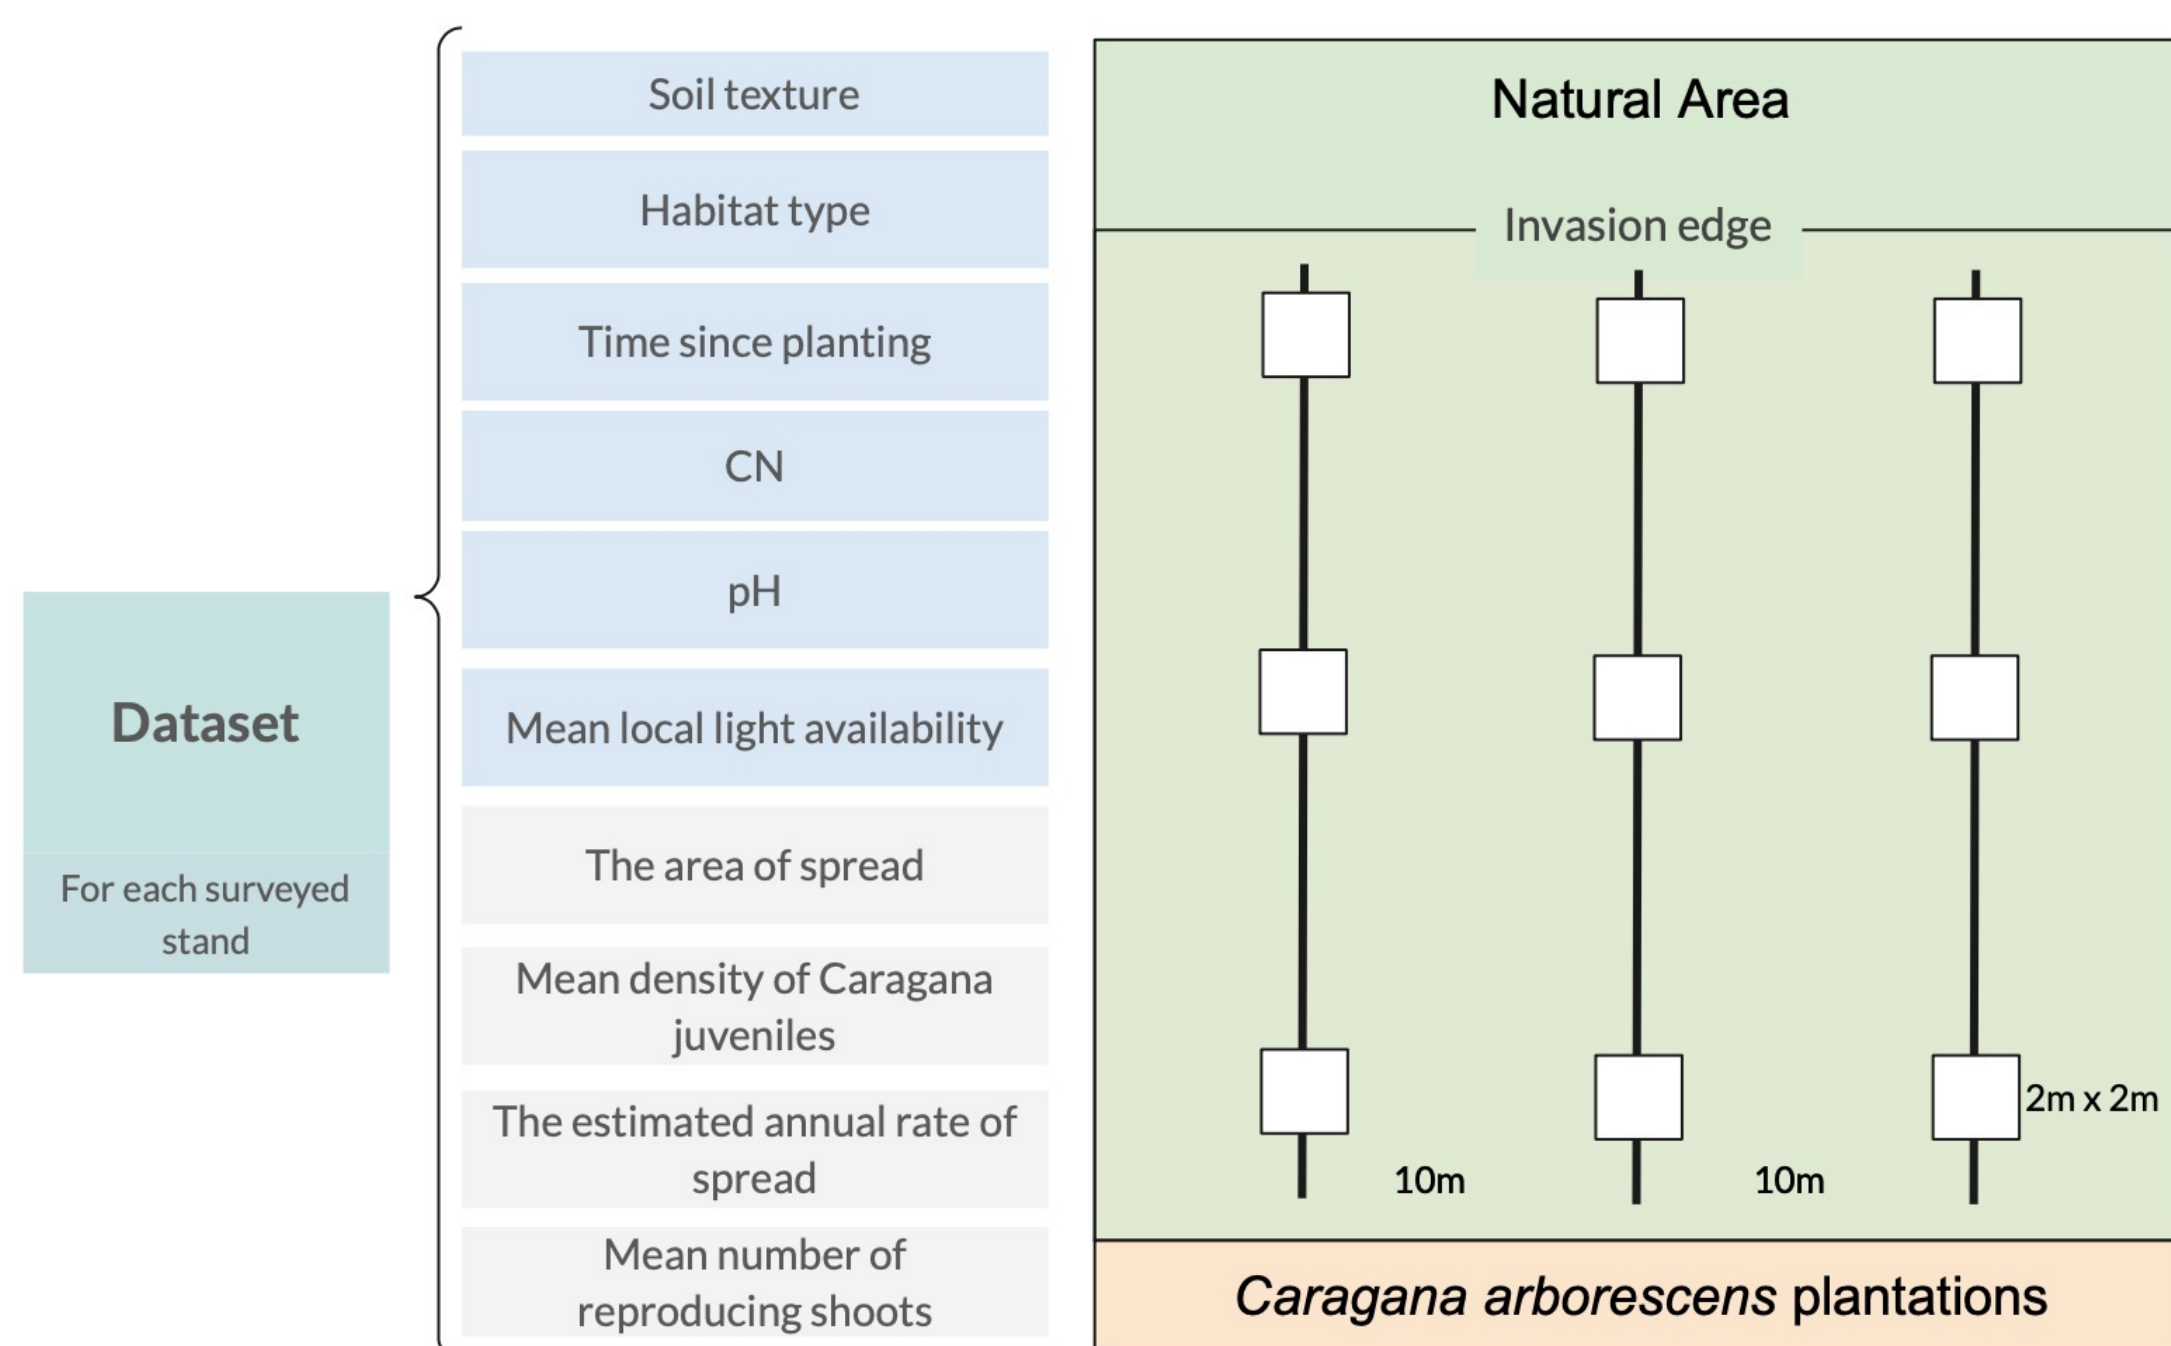 Dataset
For each surveyed
stand
Soil texture
Habitat type
Time since planting
CN
pH
Mean local light availability
The area of spread
Mean density of Caragana
juveniles
The estimated annual rate of
spread
Mean number of
reproducing shoots
Natural Area
Invasion edge
2m x 2m
10m
10m
Caragana arborescens plantations